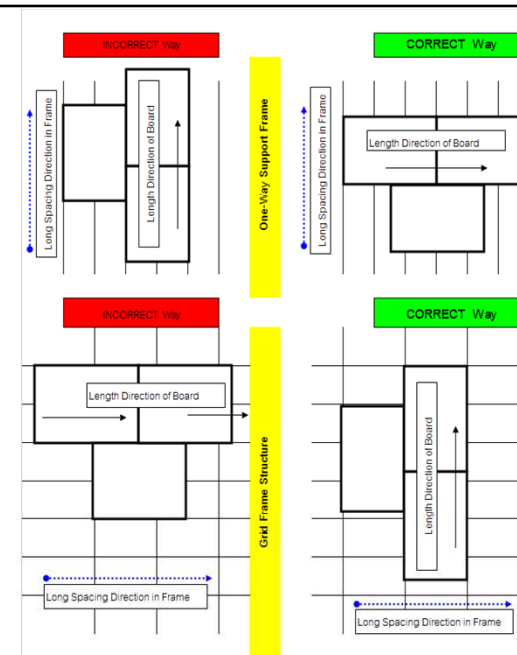 INCORRECT Way
CORRECT Way
Long Spacing Direction in Frame
Length Direction of Board
One-Way Support Frame
Long Spacing Direction in Frame
Length Direction of Board
INCORRECT Way
CORRECT Way
Length Direction of Board
Grid Frame Structure
Length Direction of Board
Long Spacing Direction in Frame
Long Spacing Direction in Frame